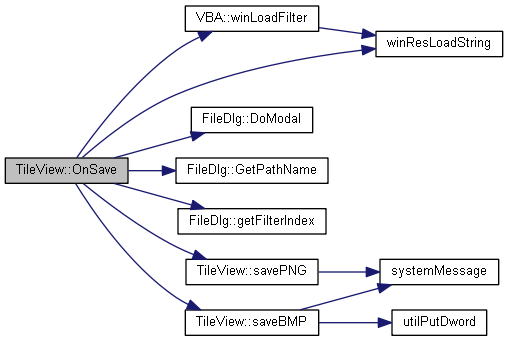 VBA::winLoadFilter
winResLoadString
FileDlg::DoModal
TileView::OnSave
FileDlg::GetPathName
FileDlg::getFilterIndex
TileView::savePNG
systemMessage
TileView::saveBMP
utilPutDword